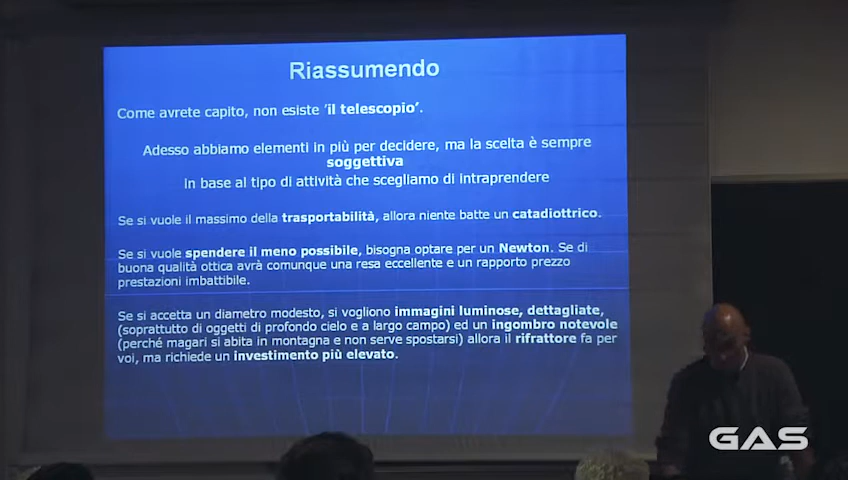 Riassumendo
Come avrete capito, non esiste 'il telescopio'.
Adesso abbiamo elementi in più per decidere, ma la scelta è sempre
soggettiva
In base al tipo di attività che scegliamo di intraprendere
Se si vuole il massimo della trasportabilità, allora niente batte un catadiottrico.
Se si vuole spendere il meno possibile, bisogna optare per un Newton. Se di
buona qualità ottica avrà comunque una resa eccellente e un rapporto prezzo
prestazioni imbattibile.
Se si accetta un diametro modesto, si vogliono immagini luminose, dettagliate,
(soprattutto di oggetti di profondo cielo e a largo campo) ed un ingombro notevole
(perché magari si abita in montagna e non serve spostarsi) allora il rifrattore fa per
voi, ma richiede un investimento più elevato.
GAS